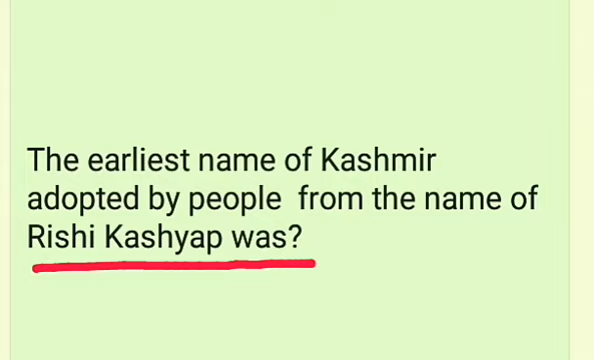 The earliest name of Kashmir
adopted by people from the name of
Rishi Kashyap was?